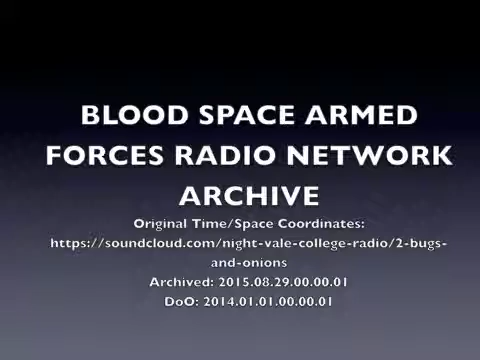 BLOOD SPACE ARMED
FORCES RADIO NETWORK
ARCHIVE
Original Time/Space Coordinates:
https://soundcloud.com/night-vale-college-radio/2-bugs-
and-onions
Archived: 2015.08.29.00.00.01
DoO: 2014.01.01.00.00.01